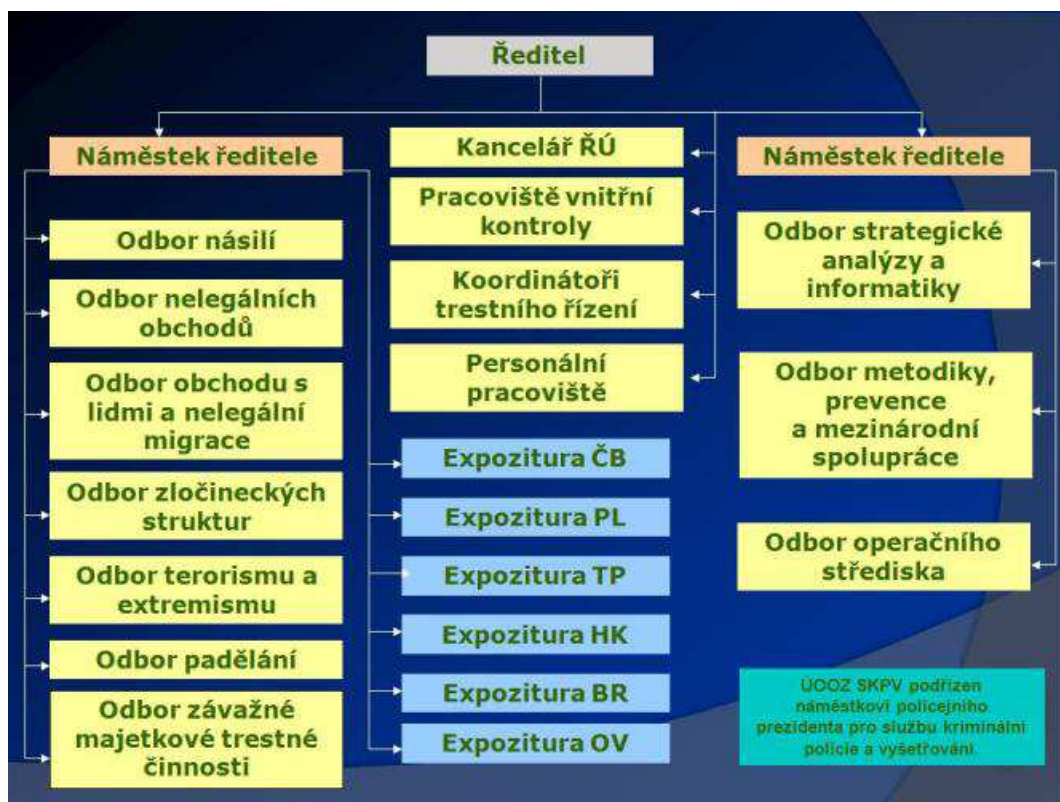 Ředitel
Náměstek ředitele
Odbor násilí
Odbor nelegálních
obchodů
Odbor obchodu s
lidmi a nelegální
migrace
Odbor zločineckých
struktur
Odbor terorismu a
extremismu
Odbor padělání
Odbor závažné
majetkové trestné
činnosti
Kancelář ŘÚ
Pracoviště vnitřní
kontroly
Koordinátoři
trestního řízení
Personální
pracoviště
Expozitura ČB
Expozitura PL
Expozitura TP
Expozitura HK
Expozitura BR
Expozitura OV
Náměstek ředitele
Odbor strategické
analýzy a
informatiky
Odbor metodiky,
prevence
a mezinárodní
spolupráce
Odbor operačního
střediska
ÚOOZ SKPV podřízen
náměstkovi policejního
prezidenta pro službu kriminální
policie a vyšetřování.